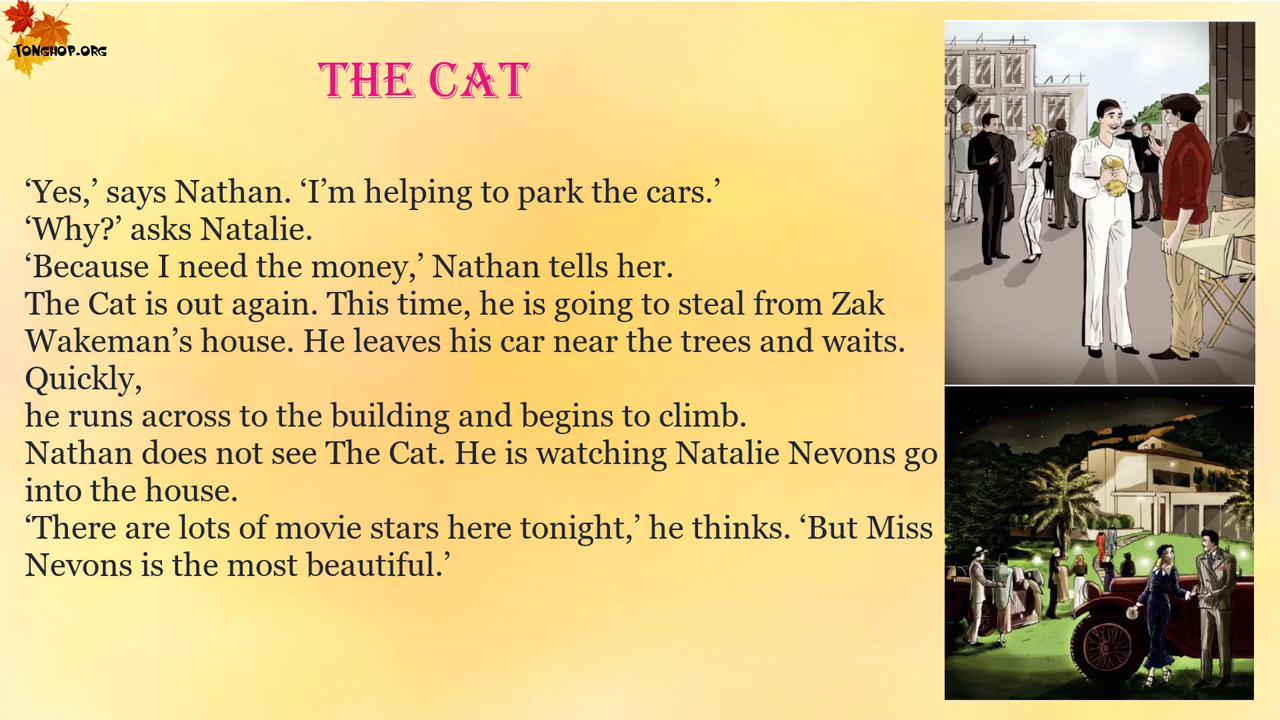 TONGHOP.ORG
THE CAT
‘Yes,’ says Nathan. ‘I’m helping to park the cars.’
‘Why?’ asks Natalie.
‘Because I need the money,’ Nathan tells her.
The Cat is out again. This time, he is going to steal from Zak
Wakeman’s house. He leaves his car near the trees and waits.
Quickly,
he runs across to the building and begins to climb.
Nathan does not see The Cat. He is watching Natalie Nevons go
into the house.
‘There are lots of movie stars here tonight,’ he thinks. ‘But Miss
Nevons is the most beautiful.’